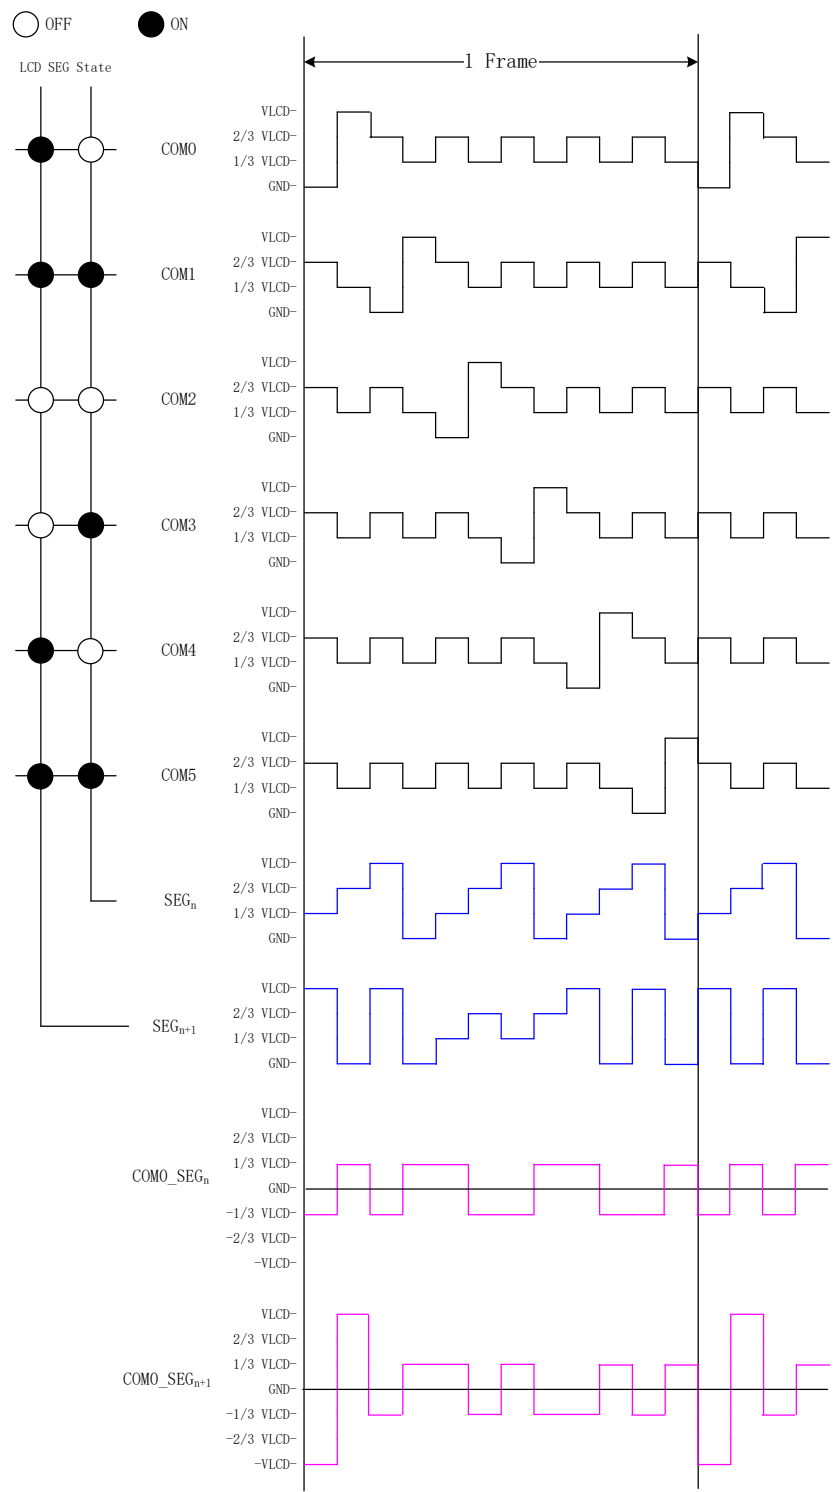 OFF ON
LCD SEG State
1 Frame
VLCD
2/3 VLCD
COM0
1/3 VLCD
GND
VLCD
2/3 VLCD
COM1
1/3 VLCD
GND
VLCD
2/3 VLCD
COM2
1/3 VLCD
GND
VLCD
2/3 VLCD
COM3
1/3 VLCD
GND
VLCD
2/3 VLCD
COM4
1/3 VLCD
GND
VLCD
2/3 VLCD
COM5
1/3 VLCD
GND
VLCD
2/3 VLCD
SEGn
1/3 VLCD
GND
VLCD
2/3 VLCD
SEGn+1
1/3 VLCD
GND
VLCD
2/3 VLCD
1/3 VLCD
COM0_SEGn
GND
-1/3 VLCD
-2/3 VLCD
-VLCD
VLCD
2/3 VLCD
1/3 VLCD
COM0_SEGn+1
GND
-1/3 VLCD
-2/3 VLCD
-VLCD